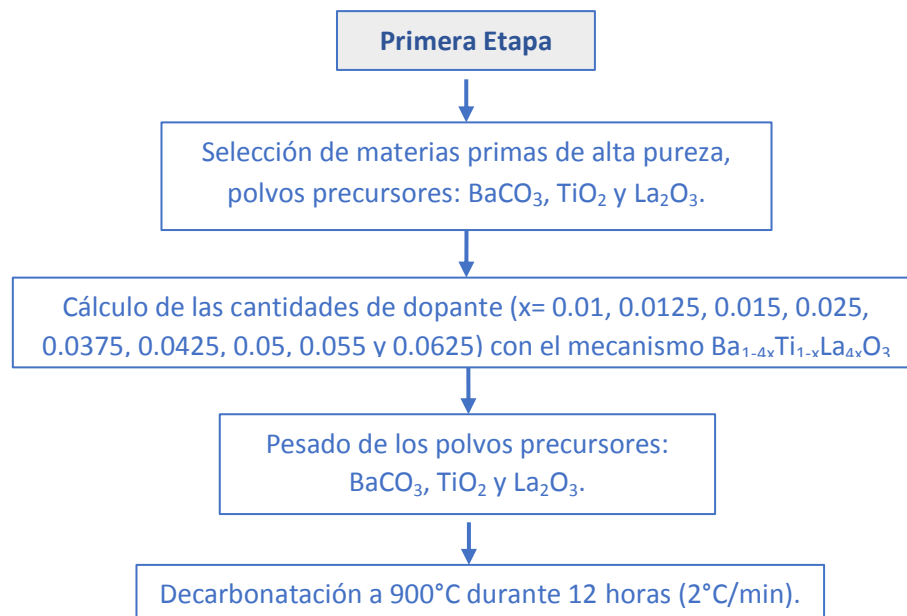 Primera Etapa
Selección de materias primas de alta pureza,
polvos precursores: BaCO₃, TiO₂ y La₂O₃.
Cálculo de las cantidades de dopante (x= 0.01, 0.0125, 0.015, 0.025,
0.0375, 0.0425, 0.05, 0.055 y 0.0625) con el mecanismo Ba₁₋₄ₓTi₁₋ₓLa₄ₓO₃
Pesado de los polvos precursores:
BaCO₃, TiO₂ y La₂O₃.
Decarbonatación a 900°C durante 12 horas (2°C/min).